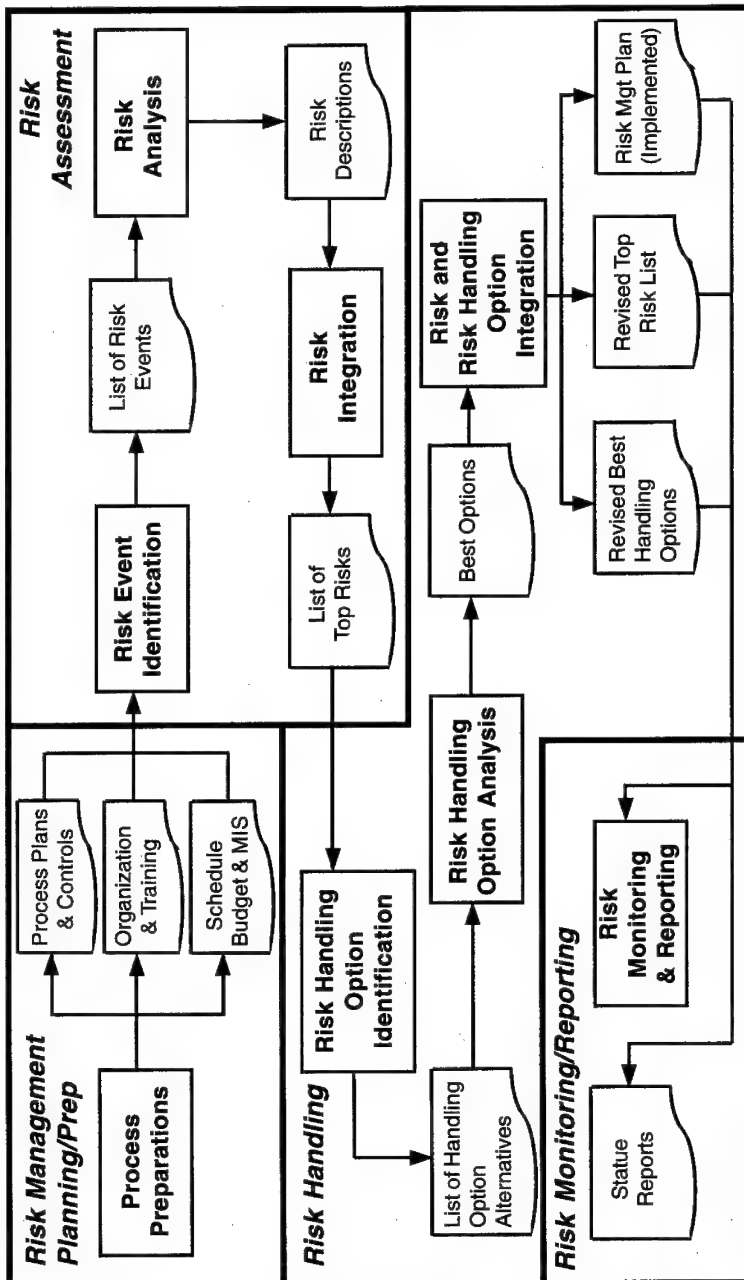 Risk Management
Planning/Prep
Process
Preparations
Process Plans
& Controls
Organization
& Training
Schedule
Budget & MIS
Risk
Assessment
Risk Event
Identification
List of Risk
Events
Risk
Analysis
Risk
Descriptions
Risk
Integration
List of
Top Risks
Risk Handling
Risk Handling
Option
Identification
List of Handling
Option
Alternatives
Risk Handling
Option Analysis
Best Options
Risk and
Risk Handling
Option
Integration
Revised Best
Handling
Options
Revised Top
Risk List
Risk Mgt Plan
(Implemented)
Risk Monitoring/Reporting
Risk
Monitoring
& Reporting
Statue
Reports